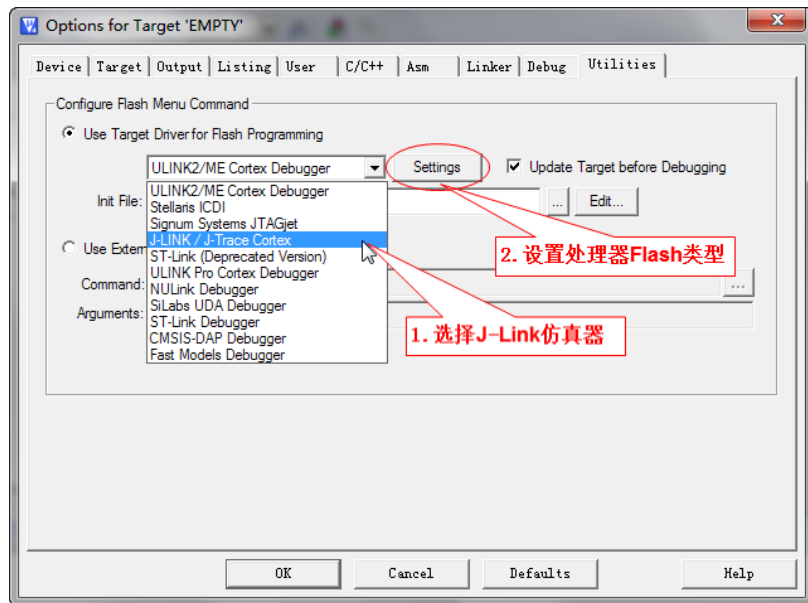 Options for Target 'EMPTY'
Device Target Output Listing User C/C++ Asm Linker Debug Utilities
Configure Flash Menu Command
Use Target Driver for Flash Programming
ULINK2/ME Cortex Debugger Settings Update Target before Debugging
ULINK2/ME Cortex Debugger
Init File: ... Edit...
Stellaris ICDI
Signum Systems JTAGjet
J-LINK / J-Trace Cortex
Use Extern
ST-Link (Deprecated Version)
2. 设置处理器Flash类型
ULINK Pro Cortex Debugger
Command: ...
NULink Debugger
SiLabs UDA Debugger
Arguments:
ST-Link Debugger
1. 选择J-Link仿真器
CMSIS-DAP Debugger
Fast Models Debugger
OK Cancel Defaults Help